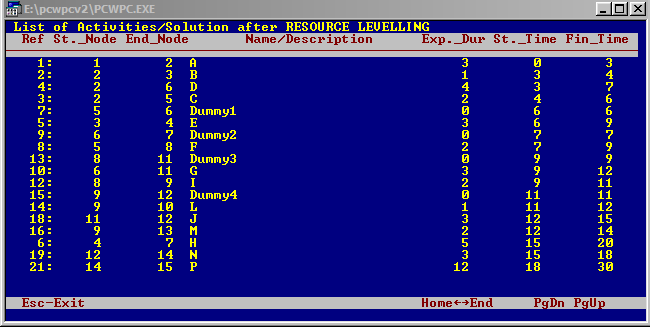 E:\pcwpcv2\PCWPC.EXE
List of Activities/Solution after RESOURCE LEVELLING
Ref St._Node End_Node Name/Description Exp._Dur St._Time Fin_Time
1: 1 2 A 3 0 3
2: 2 3 B 1 3 4
4: 2 6 D 4 3 7
3: 2 5 C 2 4 6
7: 5 6 Dummy1 0 6 6
5: 3 4 E 3 6 9
9: 6 7 Dummy2 0 7 7
8: 5 8 F 2 7 9
13: 8 11 Dummy3 0 9 9
10: 6 11 G 3 9 12
12: 8 9 I 2 9 11
15: 9 12 Dummy4 0 11 11
14: 9 10 L 1 11 12
18: 11 12 J 3 12 15
16: 9 13 M 2 12 14
6: 4 7 H 5 15 20
19: 12 14 N 3 15 18
21: 14 15 P 12 18 30
Esc-Exit Home↔End PgDn PgUp